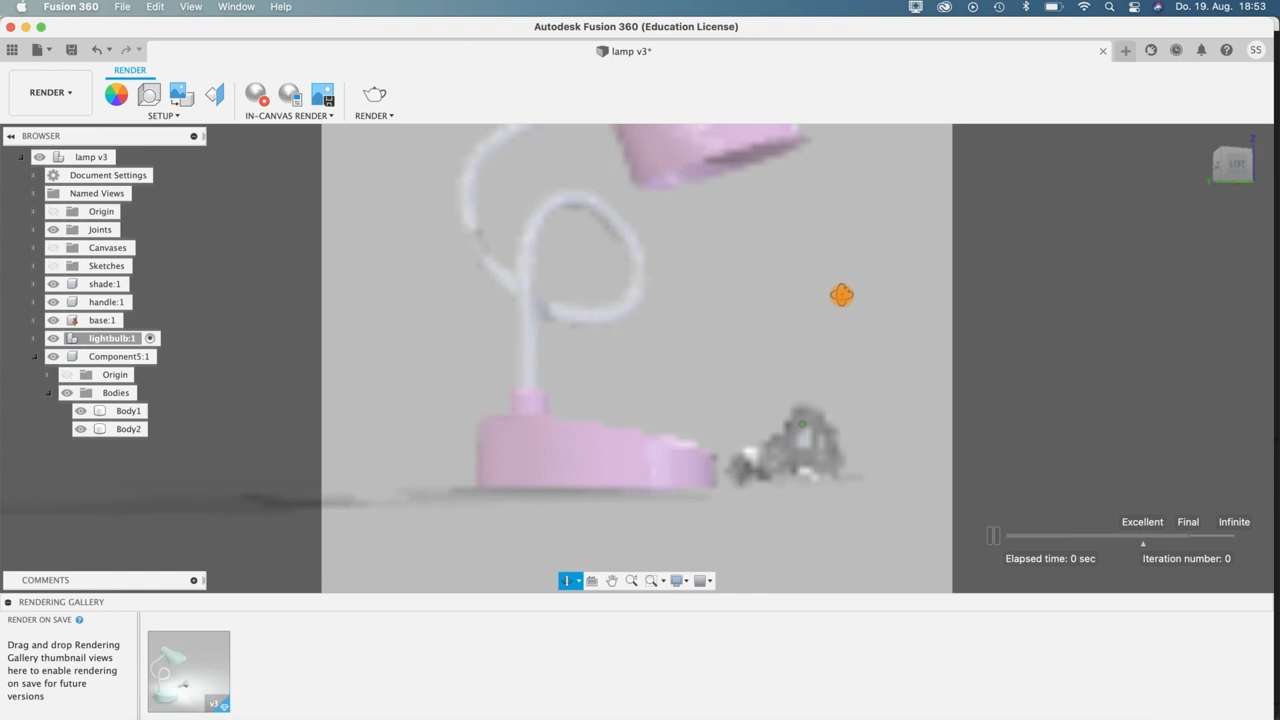 Fusion 360 File Edit View Window Help Do. 19. Aug. 18:53
Autodesk Fusion 360 (Education License)
lamp v3* SS
RENDER
RENDER
SETUP IN-CANVAS RENDER RENDER
BROWSER
lamp v3
Document Settings
Named Views
Origin
Joints
Canvases
Sketches
shade:1
handle:1
base:1
lightbulb:1
Component5:1
Origin
Bodies
Body1
Body2
Z
LEFT
Y
Excellent Final Infinite
Elapsed time: 0 sec Iteration number: 0
COMMENTS
RENDERING GALLERY
RENDER ON SAVE
Drag and drop Rendering
Gallery thumbnail views
here to enable rendering
on save for future
versions
v3